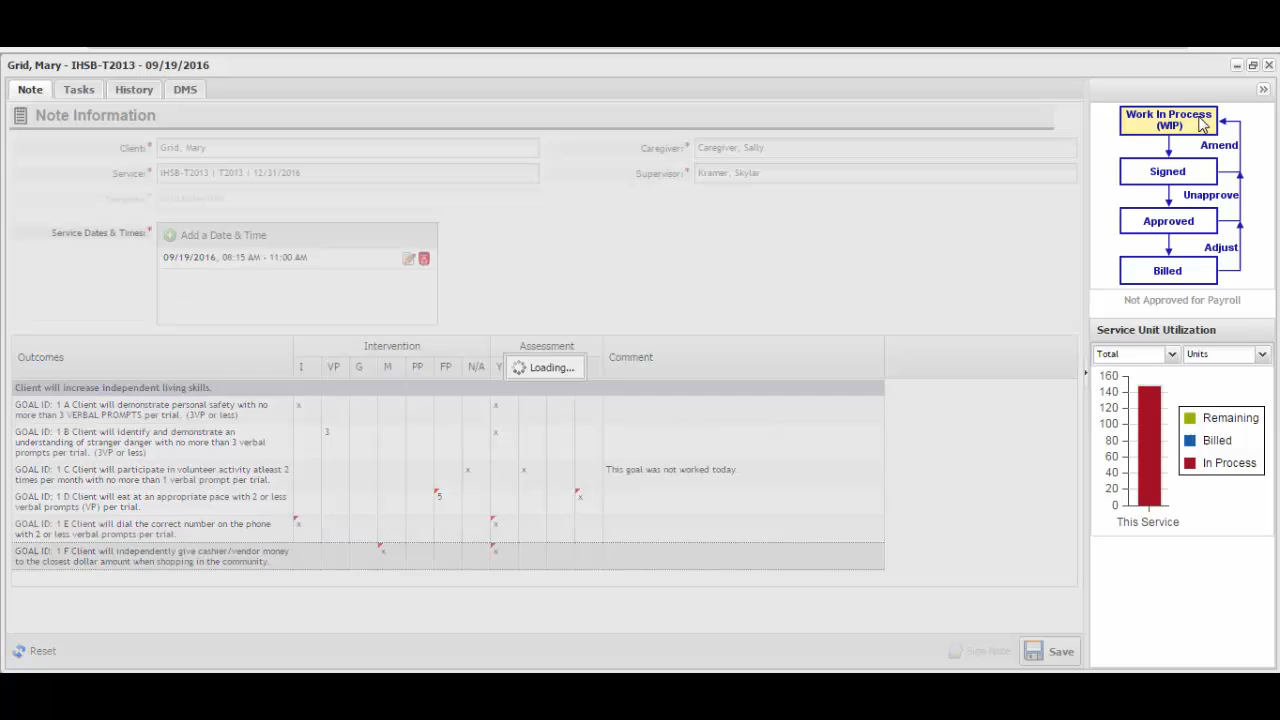 Grid, Mary - IHSB-T2013 - 09/19/2016
Note Tasks History DMS
Note Information
Client:* Grid, Mary
Caregiver:* Caregiver, Sally
Service:* IHSB-T2013 | T2013 | 12/31/2016
Supervisor:* Kramer, Skylar
Service Dates & Times:*
Add a Date & Time
09/19/2016, 08:15 AM - 11:00 AM
Outcomes
Intervention
Assessment
Comment
I VP G M PP FP N/A Y
Loading...
Client will increase independent living skills.
GOAL ID: 1 A Client will demonstrate personal safety with no
more than 3 VERBAL PROMPTS per trial. (3VP or less)
x x
GOAL ID: 1 B Client will identify and demonstrate an
understanding of stranger danger with no more than 3 verbal
prompts per trial. (3VP or less)
3 x
GOAL ID: 1 C Client will participate in volunteer activity atleast 2
times per month with no more than 1 verbal prompt per trial.
x x This goal was not worked today.
GOAL ID: 1 D Client will eat at an appropriate pace with 2 or less
verbal prompts (VP) per trial.
5 x
GOAL ID: 1 E Client will dial the correct number on the phone
with 2 or less verbal prompts per trial.
x x
GOAL ID: 1 F Client will independently give cashier/vendor money
to the closest dollar amount when shopping in the community.
x x
Reset
Sign Note
Save
Work In Process
(WIP)
Amend
Signed
Unapprove
Approved
Adjust
Billed
Not Approved for Payroll
Service Unit Utilization
Total Units
160
140
120
100
80
60
40
20
0
This Service
Remaining
Billed
In Process